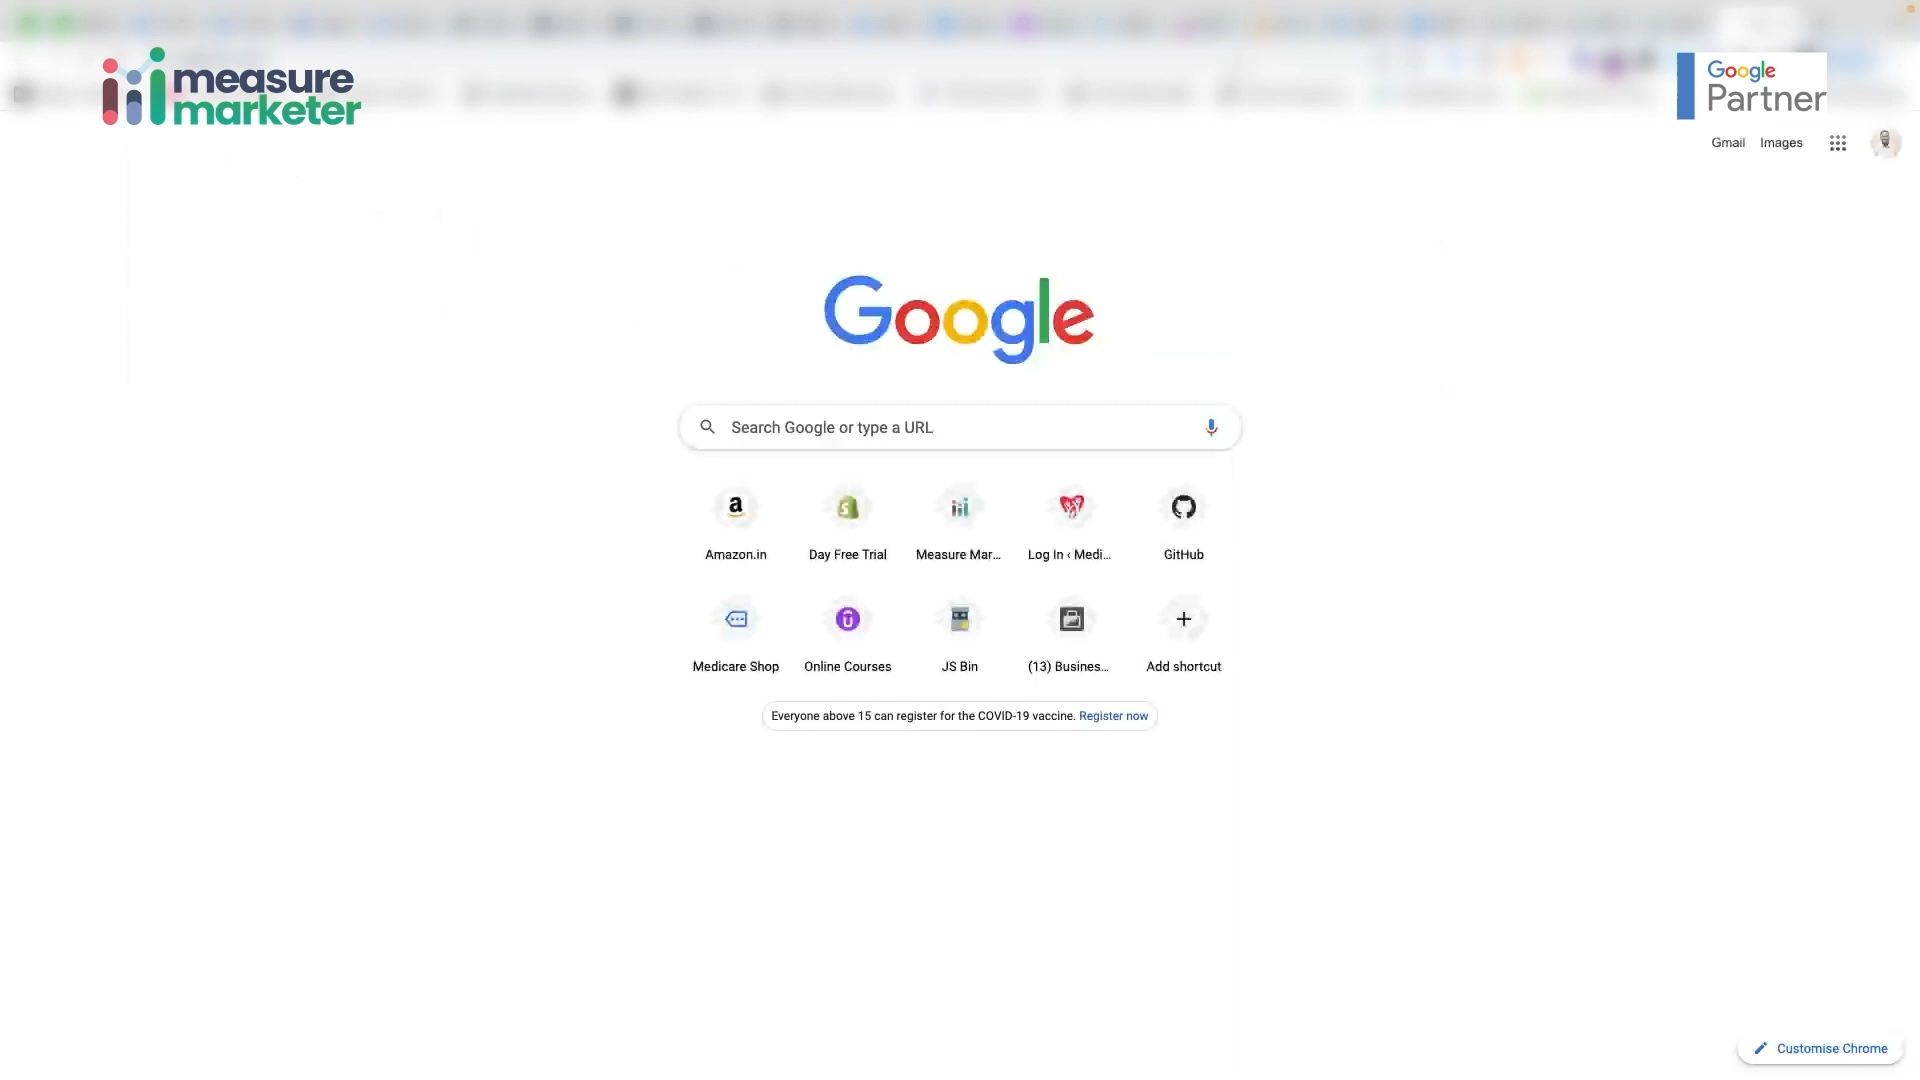 measure
marketer
Google
Partner
Gmail Images
Google
Search Google or type a URL
Amazon.in Day Free Trial Measure Mar... Log In ‹ Medi... GitHub
Medicare Shop Online Courses JS Bin (13) Busines... Add shortcut
Everyone above 15 can register for the COVID-19 vaccine. Register now
Customise Chrome